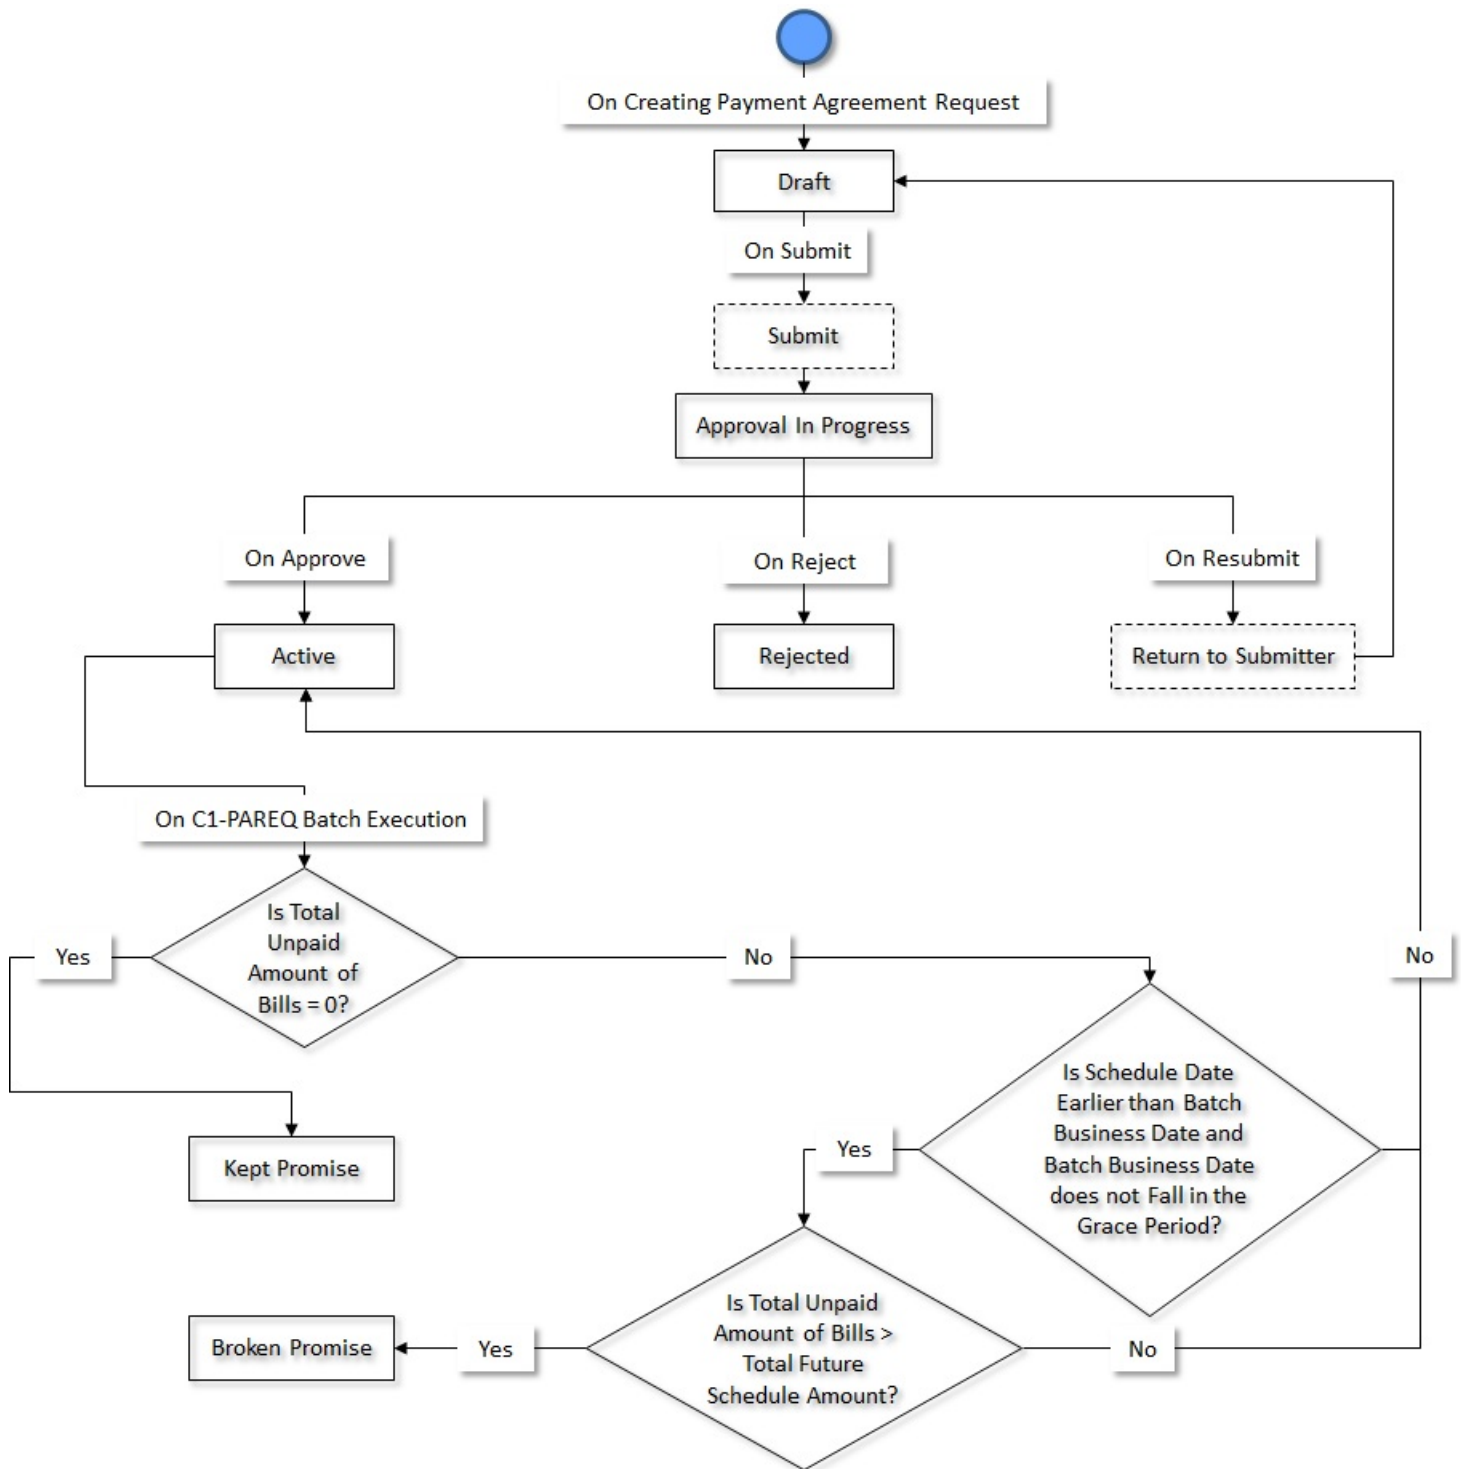 On Creating Payment Agreement Request
Draft
On Submit
Submit
Approval In Progress
On Approve
On Reject
On Resubmit
Active
Rejected
Return to Submitter
On C1-PAREQ Batch Execution
Is Total
Unpaid
Amount of
Bills = 0?
Yes
No
No
Is Schedule Date
Earlier than Batch
Business Date and
Batch Business Date
does not Fall in the
Grace Period?
Yes
Kept Promise
Is Total Unpaid
Amount of Bills >
Total Future
Schedule Amount?
Broken Promise
Yes
No